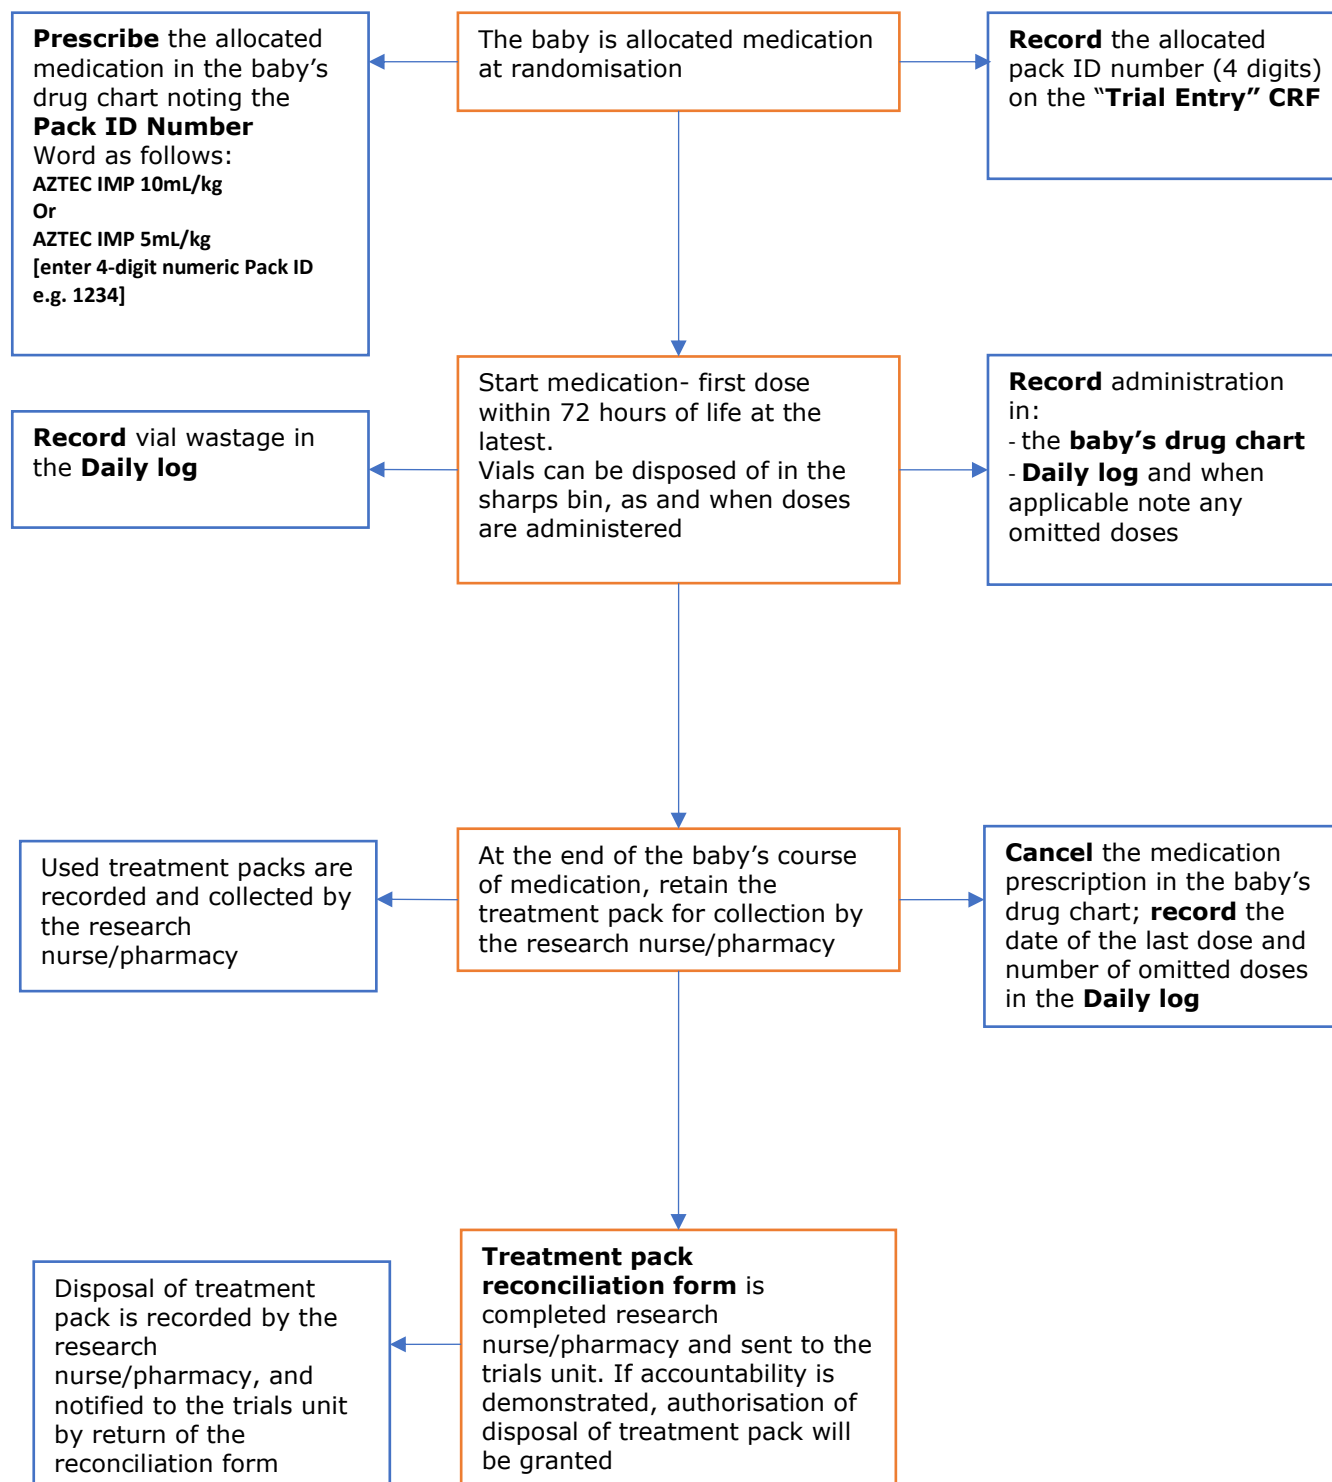 Prescribe the allocated
medication in the baby's
drug chart noting the
Pack ID Number
Word as follows:
AZTEC IMP 10mL/kg
Or
AZTEC IMP 5mL/kg
[enter 4-digit numeric Pack ID
e.g. 1234]
The baby is allocated medication
at randomisation
Record the allocated
pack ID number (4 digits)
on the “Trial Entry” CRF
Record vial wastage in
the Daily log
Start medication- first dose
within 72 hours of life at the
latest.
Vials can be disposed of in the
sharps bin, as and when doses
are administered
Record administration
in:
- the baby's drug chart
- Daily log and when
applicable note any
omitted doses
Used treatment packs are
recorded and collected by
the research
nurse/pharmacy
At the end of the baby's course
of medication, retain the
treatment pack for collection by
the research nurse/pharmacy
Cancel the medication
prescription in the baby's
drug chart; record the
date of the last dose and
number of omitted doses
in the Daily log
Disposal of treatment
pack is recorded by the
research
nurse/pharmacy, and
notified to the trials unit
by return of the
reconciliation form
Treatment pack
reconciliation form is
completed research
nurse/pharmacy and sent to the
trials unit. If accountability is
demonstrated, authorisation of
disposal of treatment pack will
be granted